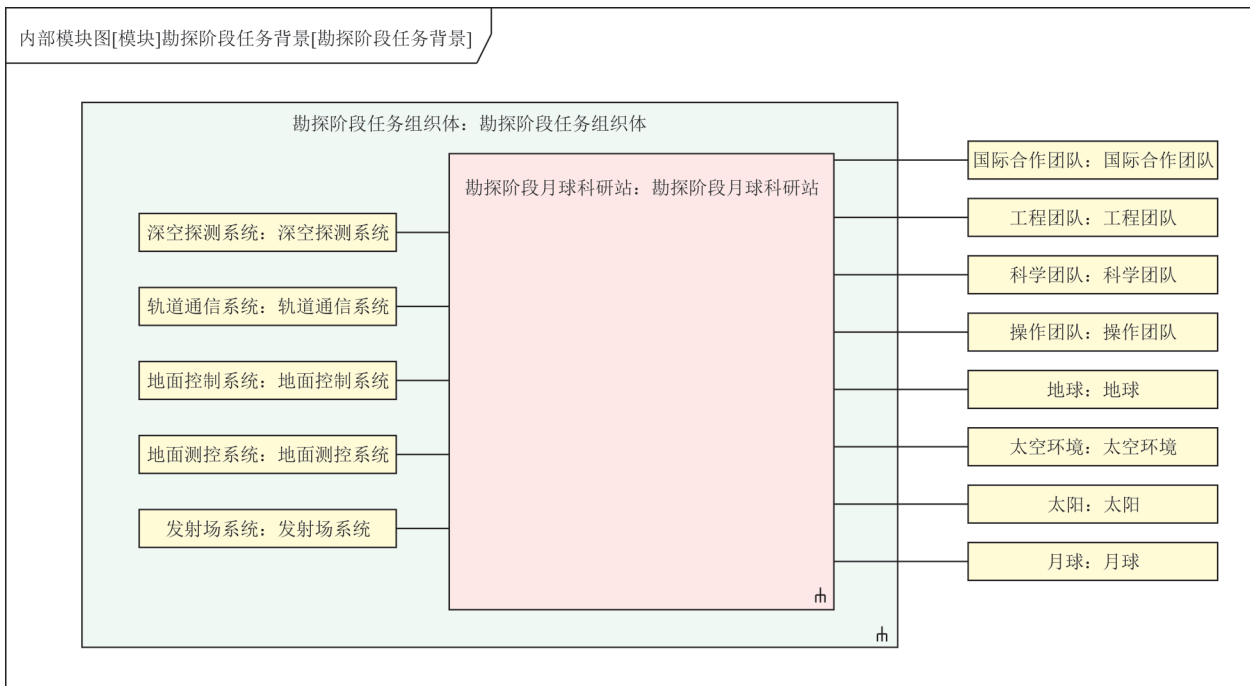 内部模块图[模块]勘探阶段任务背景[勘探阶段任务背景]
勘探阶段任务组织体：勘探阶段任务组织体
勘探阶段月球科研站：勘探阶段月球科研站
深空探测系统：深空探测系统
轨道通信系统：轨道通信系统
地面控制系统：地面控制系统
地面测控系统：地面测控系统
发射场系统：发射场系统
国际合作团队：国际合作团队
工程团队：工程团队
科学团队：科学团队
操作团队：操作团队
地球：地球
太空环境：太空环境
太阳：太阳
月球：月球